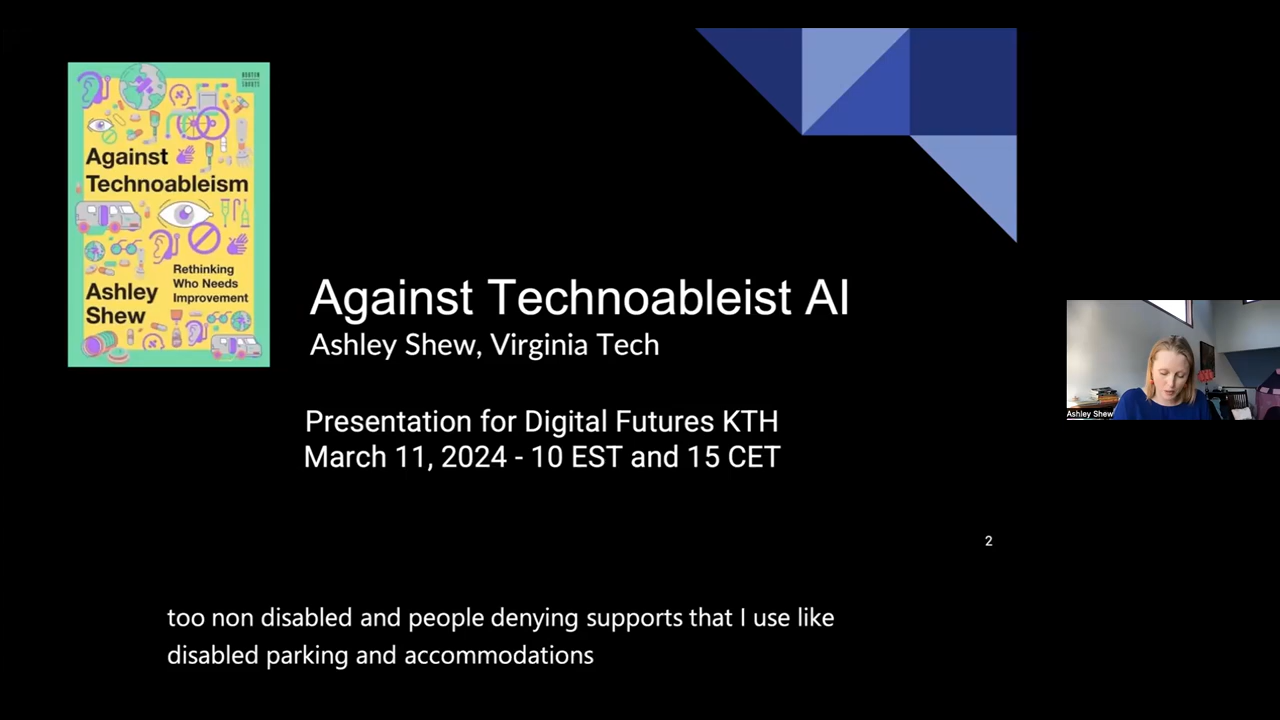 NORTON
SHORTS
Against
Technoableism
Rethinking
Who Needs
Improvement
Ashley
Shew
Against Technoableist AI
Ashley Shew, Virginia Tech
Presentation for Digital Futures KTH
March 11, 2024 - 10 EST and 15 CET
2
Ashley Shew
too non disabled and people denying supports that I use like
disabled parking and accommodations